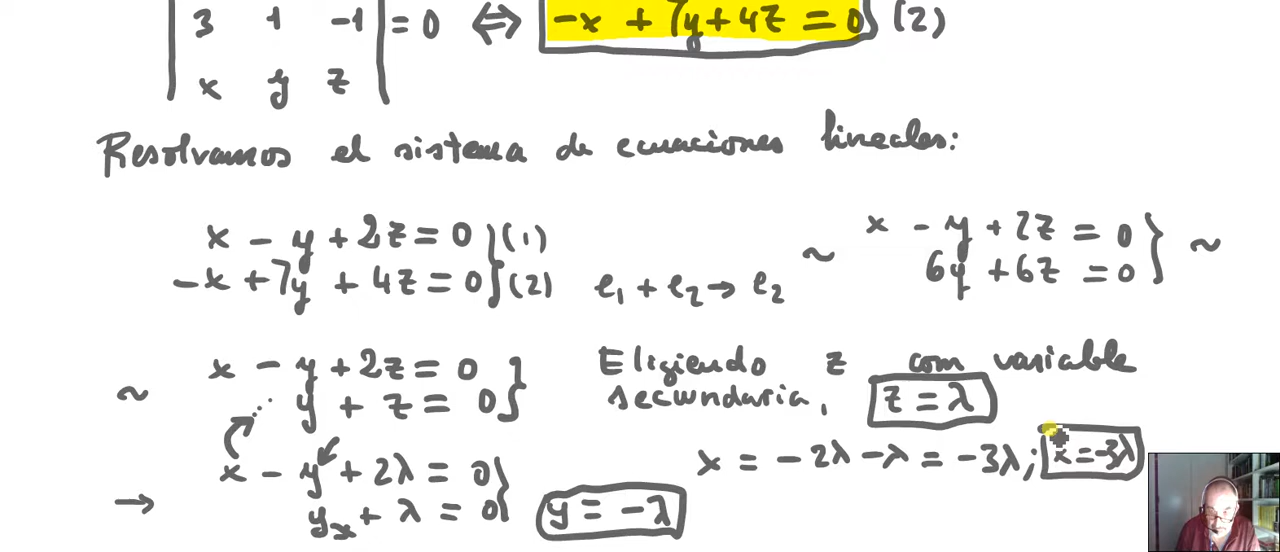 3 1 -1 | = 0 ⇔ -x + 7y + 4z = 0 (2)
x y z
Resolvamos el sistema de ecuaciones lineales:
x - y + 2z = 0 } (1) ~ x - y + 2z = 0 } ~
-x + 7y + 4z = 0 } (2) e₁ + e₂ → e₂ 6y + 6z = 0
~ x - y + 2z = 0 } Eligiendo z com variable
y + z = 0 } secundaria, z = λ
x - y + 2λ = 0 } x = -2λ - λ = -3λ; x = -3λ
→ y + λ = 0 } y = -λ